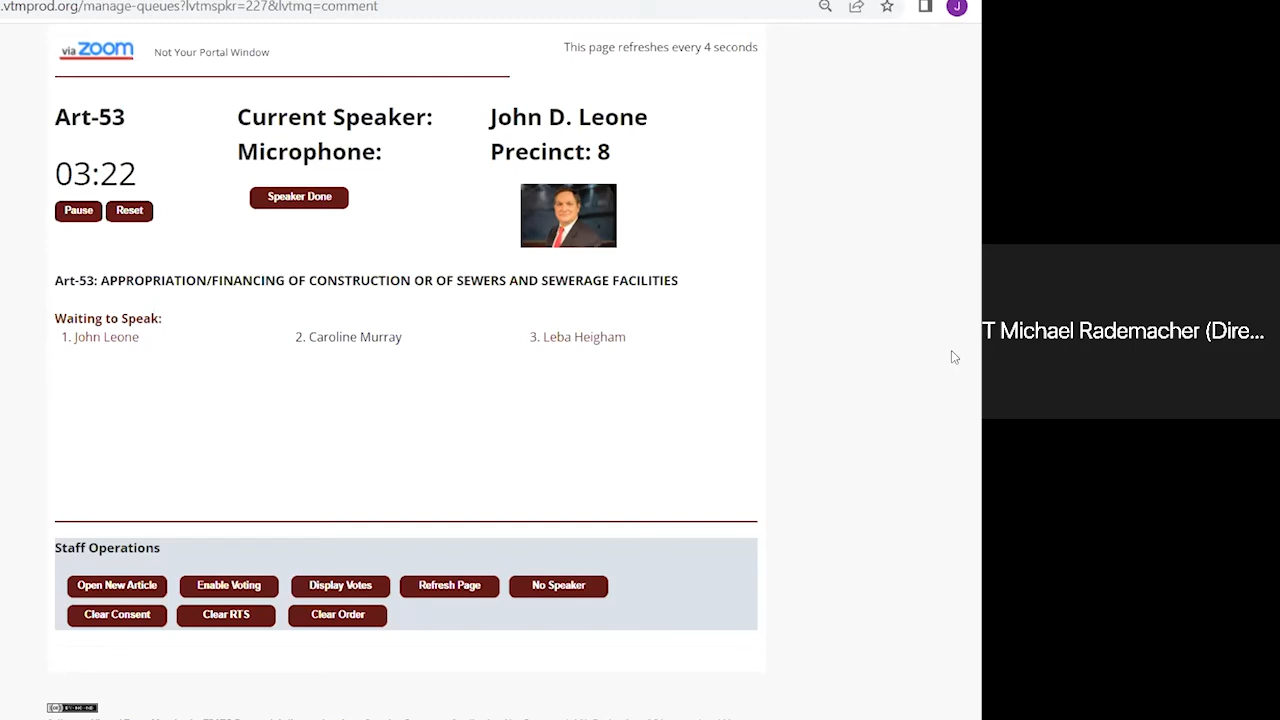 .vtmprod.org/manage-queues?lvtmspkr=227&lvtmq=comment
J
via zoom
Not Your Portal Window
This page refreshes every 4 seconds
Art-53
Current Speaker:
John D. Leone
Microphone:
Precinct: 8
03:22
Pause
Reset
Speaker Done
Art-53: APPROPRIATION/FINANCING OF CONSTRUCTION OR OF SEWERS AND SEWERAGE FACILITIES
Waiting to Speak:
1. John Leone
2. Caroline Murray
3. Leba Heigham
T Michael Rademacher (Dire...
Staff Operations
Open New Article
Enable Voting
Display Votes
Refresh Page
No Speaker
Clear Consent
Clear RTS
Clear Order